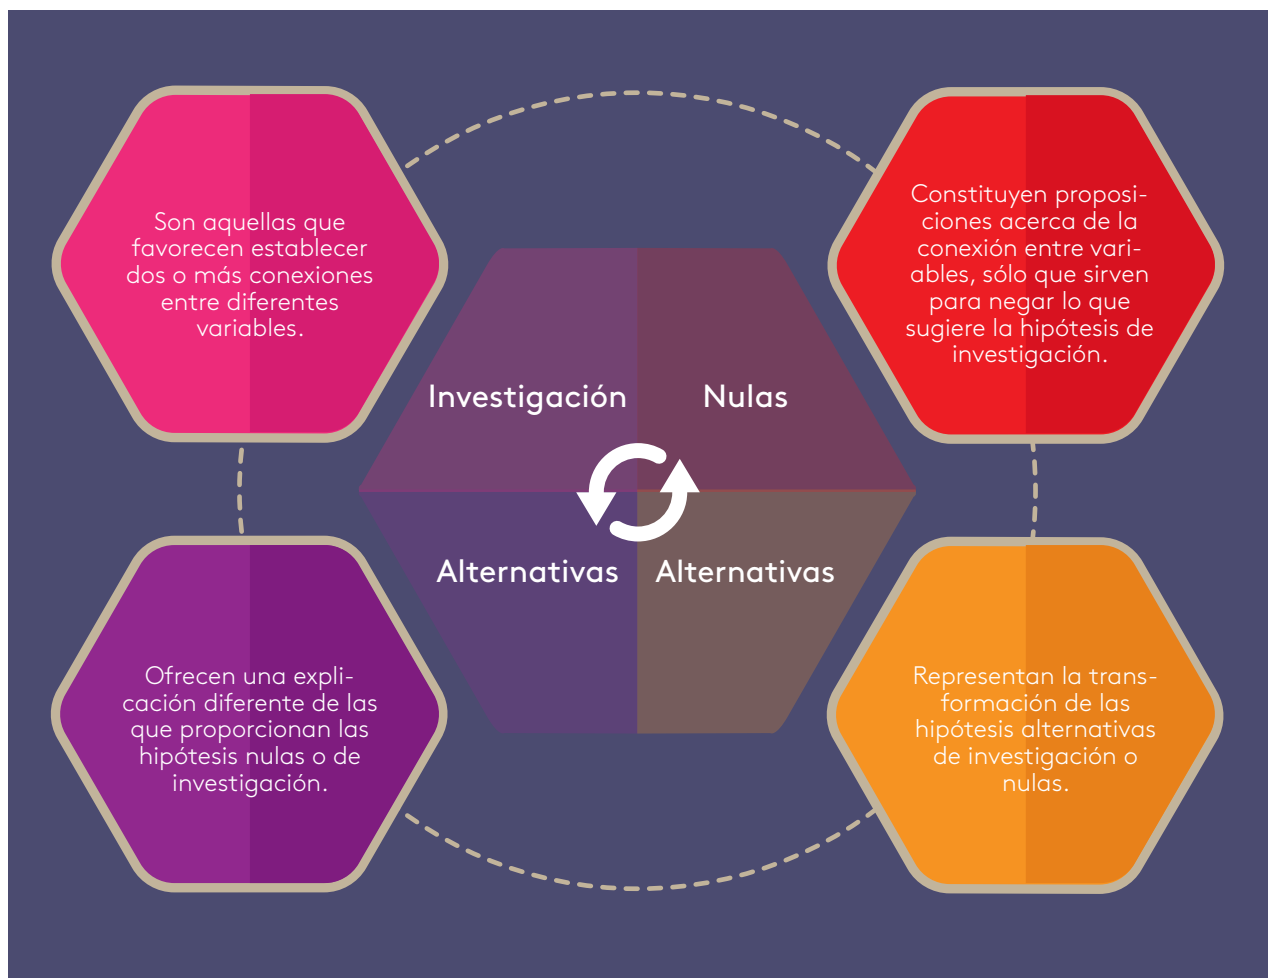 Son aquellas que
favorecen establecer
dos o más conexiones
entre diferentes
variables.
Constituyen proposi-
ciones acerca de la
conexión entre vari-
ables, sólo que sirven
para negar lo que
sugiere la hipótesis de
investigación.
Investigación
Nulas
Alternativas
Alternativas
Ofrecen una expli-
cación diferente de las
que proporcionan las
hipótesis nulas o de
investigación.
Representan la trans-
formación de las
hipótesis alternativas
de investigación o
nulas.